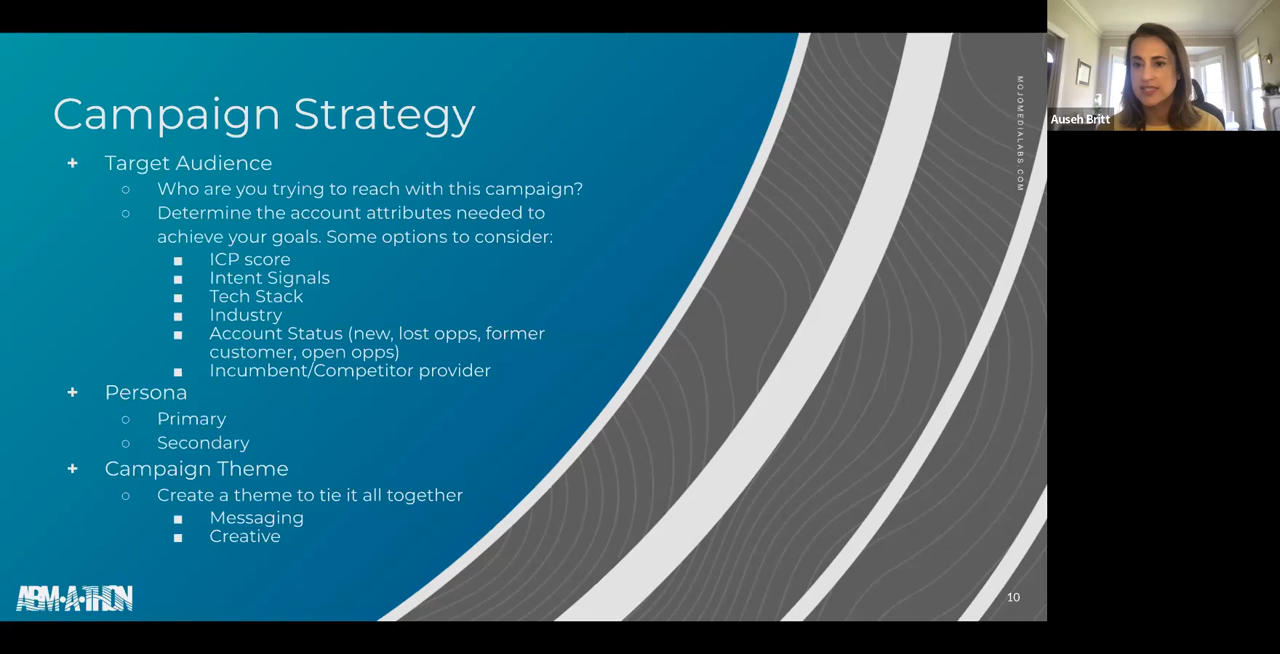 Campaign Strategy
+ Target Audience
○ Who are you trying to reach with this campaign?
○ Determine the account attributes needed to
achieve your goals. Some options to consider:
■ ICP score
■ Intent Signals
■ Tech Stack
■ Industry
■ Account Status (new, lost opps, former
customer, open opps)
■ Incumbent/Competitor provider
+ Persona
○ Primary
○ Secondary
+ Campaign Theme
○ Create a theme to tie it all together
■ Messaging
■ Creative
ABM•A•THON
10
MOJOMEDIALABS.COM
Auseh Britt